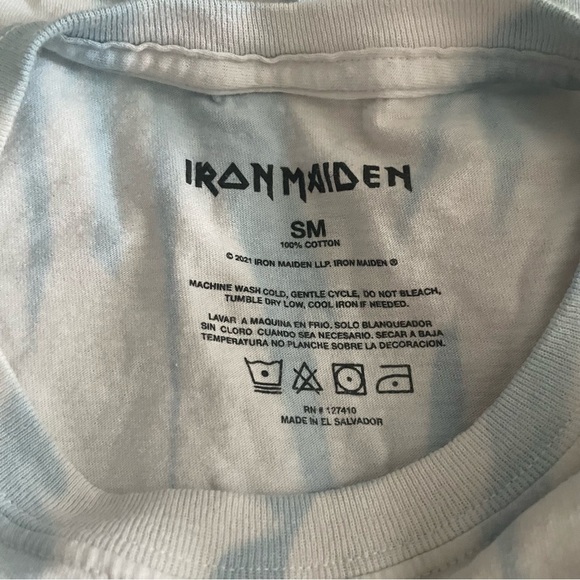 IRON MAIDEN
SM
100% COTTON
© 2021 IRON MAIDEN LLP. IRON MAIDEN ®
MACHINE WASH COLD, GENTLE CYCLE, DO NOT BLEACH,
TUMBLE DRY LOW, COOL IRON IF NEEDED.
LAVAR A MAQUINA EN FRIO. SOLO BLANQUEADOR
SIN CLORO CUANDO SEA NECESARIO. SECAR A BAJA
TEMPERATURA NO PLANCHE SOBRE LA DECORACION.
RN # 127410
MADE IN EL SALVADOR